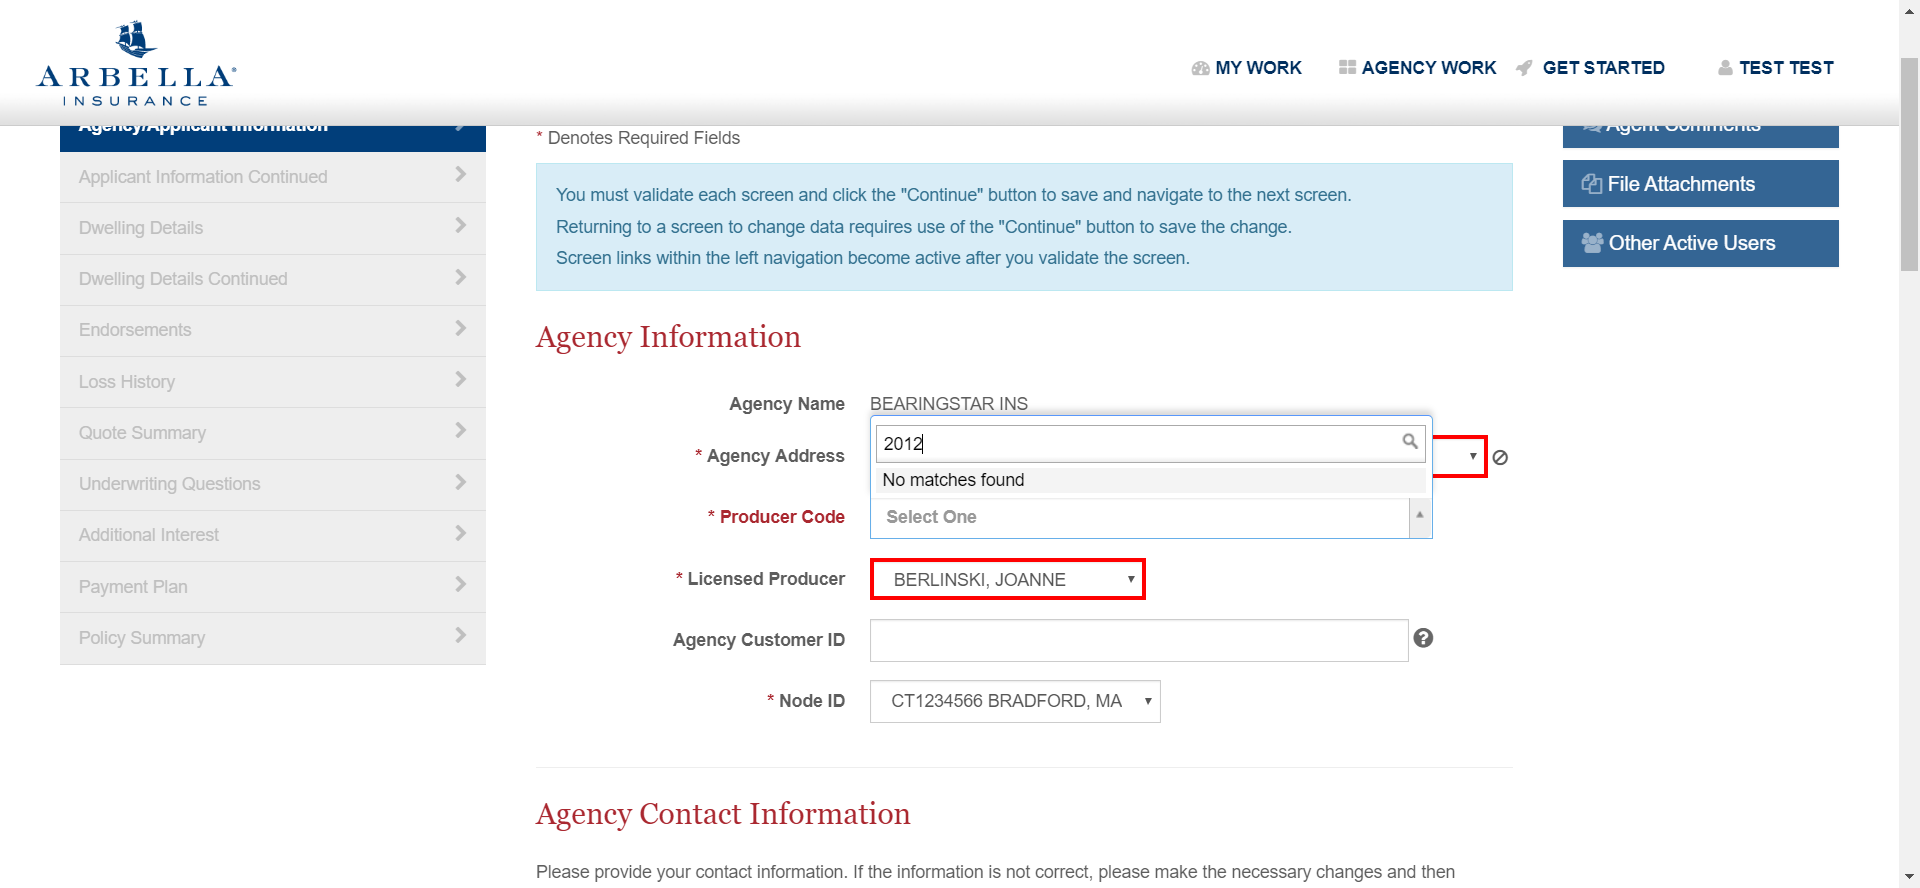 ARBELLA
INSURANCE
MY WORK
AGENCY WORK
GET STARTED
TEST TEST
Agency/Applicant Information
Applicant Information Continued
Dwelling Details
Dwelling Details Continued
Endorsements
Loss History
Quote Summary
Underwriting Questions
Additional Interest
Payment Plan
Policy Summary
* Denotes Required Fields
You must validate each screen and click the "Continue" button to save and navigate to the next screen.
Returning to a screen to change data requires use of the "Continue" button to save the change.
Screen links within the left navigation become active after you validate the screen.
Agent Comments
File Attachments
Other Active Users
Agency Information
Agency Name BEARINGSTAR INS
* Agency Address
2012
No matches found
* Producer Code Select One
* Licensed Producer BERLINSKI, JOANNE
Agency Customer ID
* Node ID CT1234566 BRADFORD, MA
Agency Contact Information
Please provide your contact information. If the information is not correct, please make the necessary changes and then